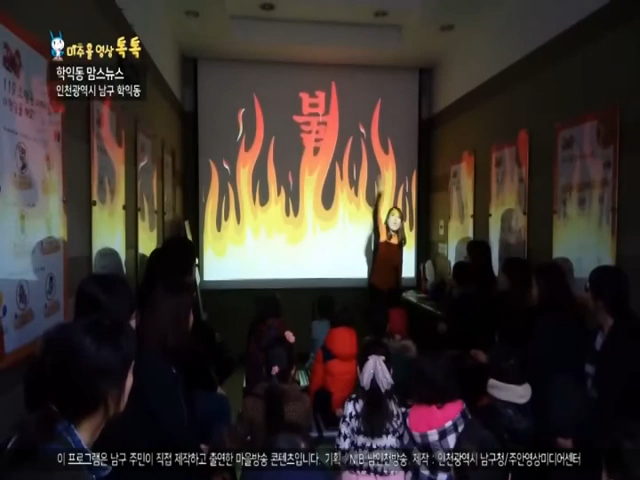 미추홀 영상 톡톡
학익동 맘스뉴스
인천광역시 남구 학익동
불
119
이 프로그램은 남구 주민이 직접 제작하고 출연한 마을방송 콘텐츠입니다. 기획 : NIB 남인천방송 제작 : 인천광역시 남구청/주안영상미디어센터